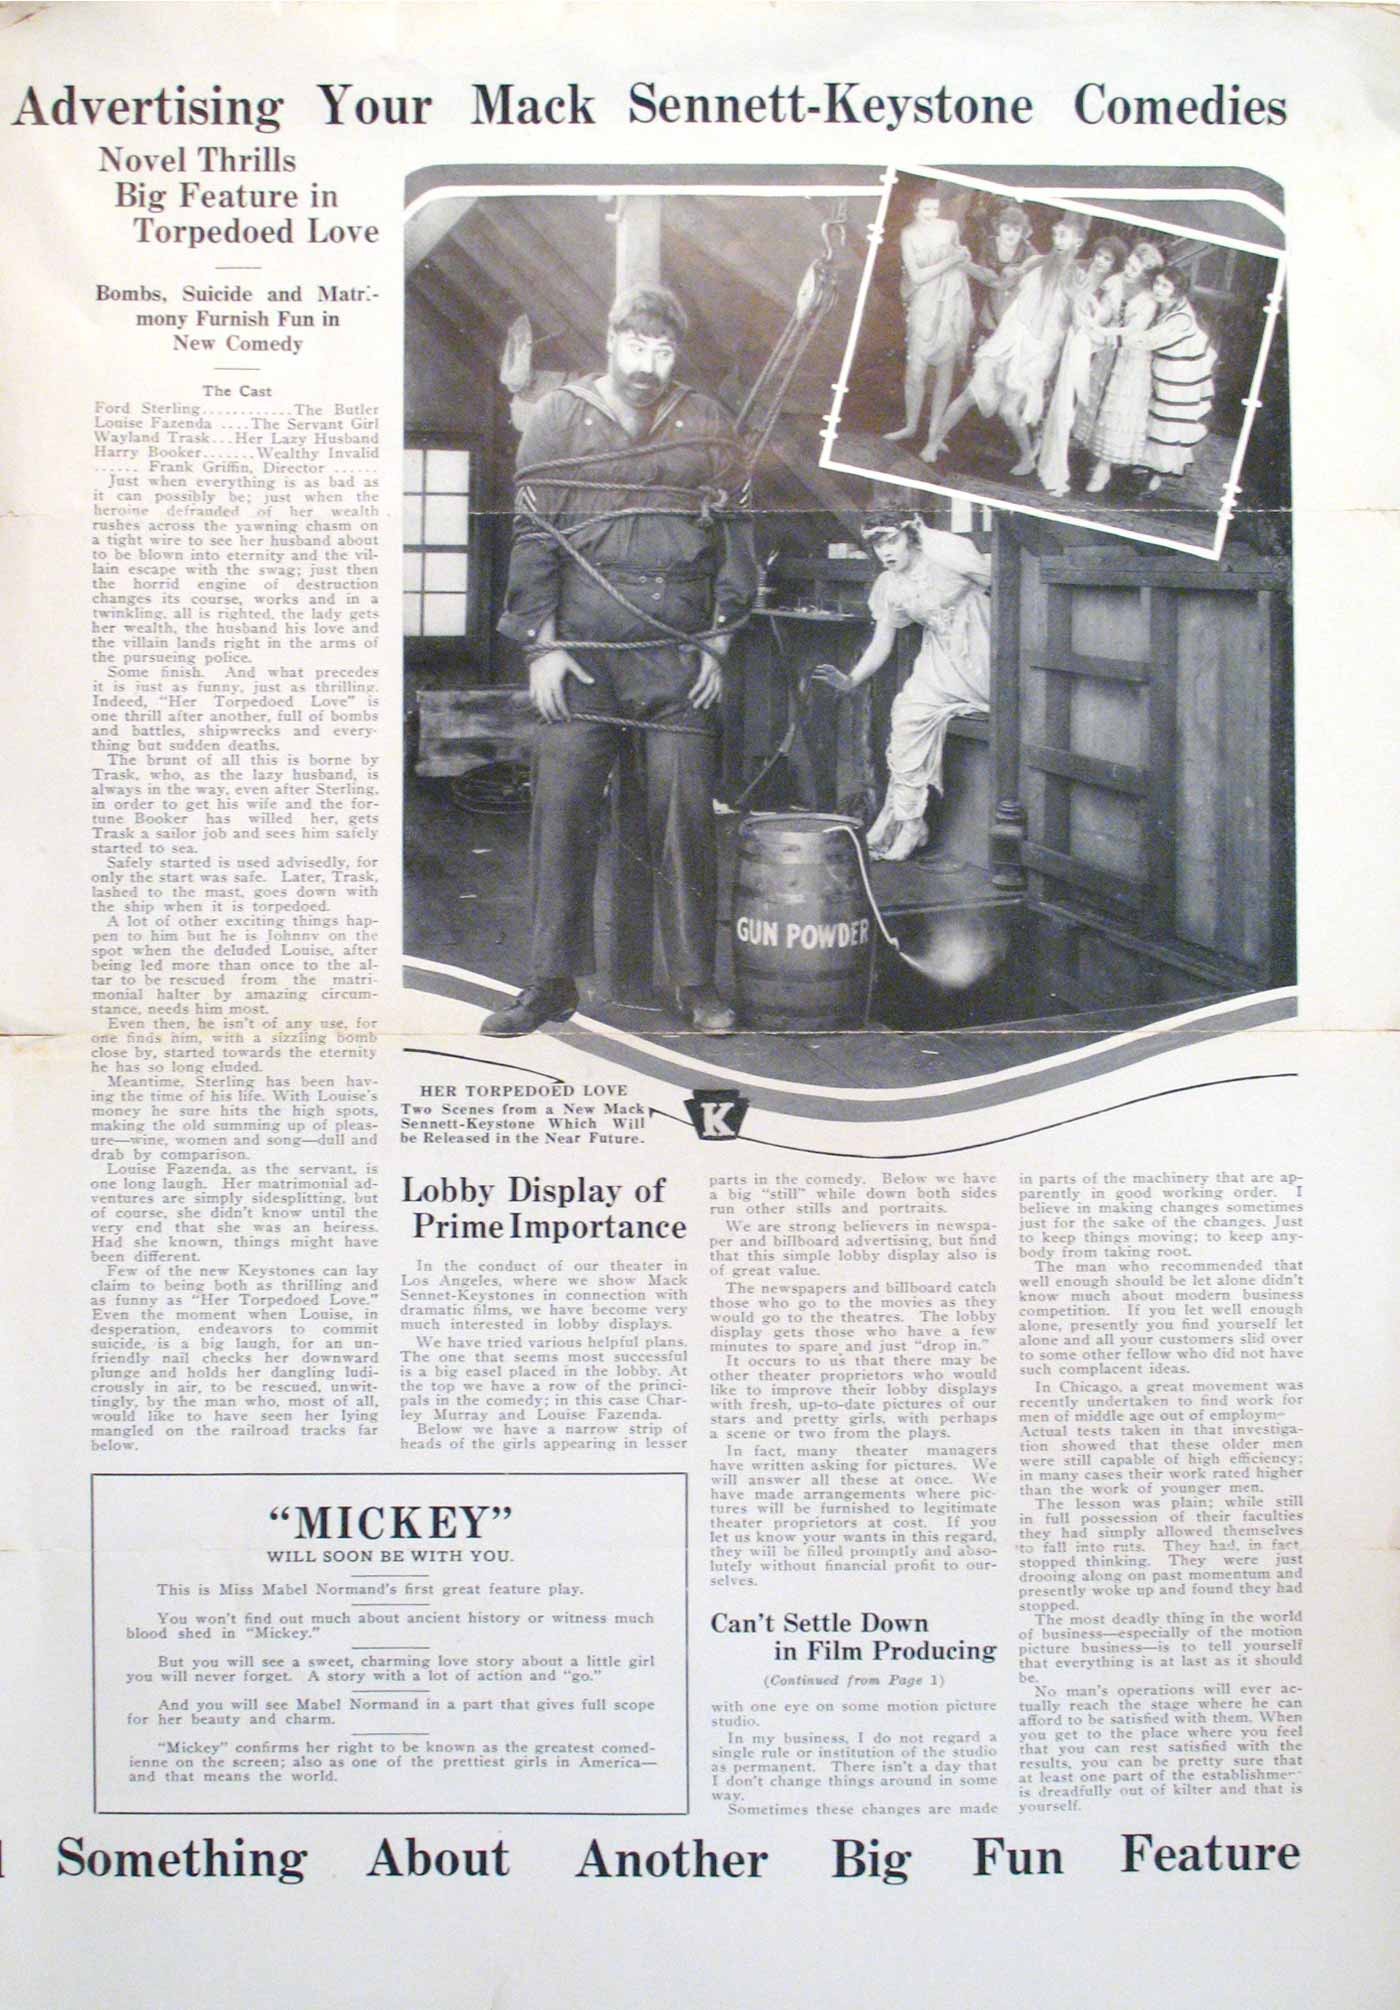 Advertising Your Mack Sennett-Keystone Comedies
Novel Thrills
Big Feature in
Torpedoed Love
Bombs, Suicide and Matri-
mony Furnish Fun in
New Comedy
The Cast
Ford Sterling............The Butler
Louise Fazenda ....The Servant Girl
Wayland Trask...Her Lazy Husband
Harry Booker.......Wealthy Invalid
...... Frank Griffin, Director ......
Just when everything is as bad as
it can possibly be; just when the
heroine defrauded of her wealth
rushes across the yawning chasm on
a tight wire to see her husband about
to be blown into eternity and the vil-
lain escape with the swag; just then
the horrid engine of destruction
changes its course, works and in a
twinkling, all is righted, the lady gets
her wealth, the husband his love and
the villain lands right in the arms of
the pursueing police.
Some finish. And what precedes
it is just as funny, just as thrilling.
Indeed, "Her Torpedoed Love" is
one thrill after another, full of bombs
and battles, shipwrecks and every-
thing but sudden deaths.
The brunt of all this is borne by
Trask, who, as the lazy husband, is
always in the way, even after Sterling,
in order to get his wife and the for-
tune Booker has willed her, gets
Trask a sailor job and sees him safely
started to sea.
Safely started is used advisedly, for
only the start was safe. Later, Trask,
lashed to the mast, goes down with
the ship when it is torpedoed.
A lot of other exciting things hap-
pen to him but he is Johnny on the
spot when the deluded Louise, after
being led more than once to the al-
tar to be rescued from the matri-
monial halter by amazing circum-
stance, needs him most.
Even then, he isn't of any use, for
one finds him, with a sizzling bomb
close by, started towards the eternity
he has so long eluded.
Meantime, Sterling has been hav-
ing the time of his life. With Louise's
money he sure hits the high spots,
making the old summing up of pleas-
ure—wine, women and song—dull and
drab by comparison.
Louise Fazenda, as the servant, is
one long laugh. Her matrimonial ad-
ventures are simply sidesplitting, but
of course, she didn't know until the
very end that she was an heiress.
Had she known, things might have
been different.
Few of the new Keystones can lay
claim to being both as thrilling and
as funny as "Her Torpedoed Love."
Even the moment when Louise, in
desperation, endeavors to commit
suicide, is a big laugh, for an un-
friendly nail checks her downward
plunge and holds her dangling ludi-
crously in air, to be rescued, unwit-
tingly, by the man who, most of all,
would like to have seen her lying
mangled on the railroad tracks far
below.
GUN POWDER
HER TORPEDOED LOVE
Two Scenes from a New Mack
Sennett-Keystone Which Will
be Released in the Near Future.
K
Lobby Display of
Prime Importance
In the conduct of our theater in
Los Angeles, where we show Mack
Sennet-Keystones in connection with
dramatic films, we have become very
much interested in lobby displays.
We have tried various helpful plans.
The one that seems most successful
is a big easel placed in the lobby. At
the top we have a row of the princi-
pals in the comedy; in this case Char-
ley Murray and Louise Fazenda.
Below we have a narrow strip of
heads of the girls appearing in lesser
parts in the comedy. Below we have
a big "still" while down both sides
run other stills and portraits.
We are strong believers in newspa-
per and billboard advertising, but find
that this simple lobby display also is
of great value.
The newspapers and billboard catch
those who go to the movies as they
would go to the theatres. The lobby
display gets those who have a few
minutes to spare and just "drop in."
It occurs to us that there may be
other theater proprietors who would
like to improve their lobby displays
with fresh, up-to-date pictures of our
stars and pretty girls, with perhaps
a scene or two from the plays.
In fact, many theater managers
have written asking for pictures. We
will answer all these at once. We
have made arrangements where pic-
tures will be furnished to legitimate
theater proprietors at cost. If you
let us know your wants in this regard,
they will be filled promptly and abso-
lutely without financial profit to our-
selves.
Can't Settle Down
in Film Producing
(Continued from Page 1)
with one eye on some motion picture
studio.
In my business, I do not regard a
single rule or institution of the studio
as permanent. There isn't a day that
I don't change things around in some
way.
Sometimes these changes are made
in parts of the machinery that are ap-
parently in good working order. I
believe in making changes sometimes
just for the sake of the changes. Just
to keep things moving; to keep any-
body from taking root.
The man who recommended that
well enough should be let alone didn't
know much about modern business
competition. If you let well enough
alone, presently you find yourself let
alone and all your customers slid over
to some other fellow who did not have
such complacent ideas.
In Chicago, a great movement was
recently undertaken to find work for
men of middle age out of employm-
Actual tests taken in that investiga-
tion showed that these older men
were still capable of high efficiency;
in many cases their work rated higher
than the work of younger men.
The lesson was plain; while still
in full possession of their faculties
they had simply allowed themselves
to fall into ruts. They had, in fact,
stopped thinking. They were just
drooing along on past momentum and
presently woke up and found they had
stopped.
The most deadly thing in the world
of business—especially of the motion
picture business—is to tell yourself
that everything is at last as it should
be.
No man's operations will ever ac-
tually reach the stage where he can
afford to be satisfied with them. When
you get to the place where you feel
that you can rest satisfied with the
results, you can be pretty sure that
at least one part of the establishmen
is dreadfully out of kilter and that is
yourself.
"MICKEY"
WILL SOON BE WITH YOU.
This is Miss Mabel Normand's first great feature play.
You won't find out much about ancient history or witness much
blood shed in "Mickey."
But you will see a sweet, charming love story about a little girl
you will never forget. A story with a lot of action and "go."
And you will see Mabel Normand in a part that gives full scope
for her beauty and charm.
"Mickey" confirms her right to be known as the greatest comed-
ienne on the screen; also as one of the prettiest girls in America—
and that means the world.
Something About Another Big Fun Feature